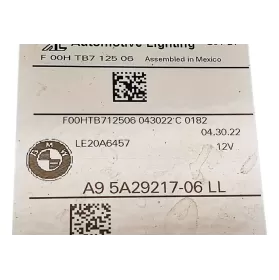 Automotive Lighting
F 00H TB7 125 06 Assembled in Mexico
F00HTB712506 043022 C 0182
04.30.22
BMW LE20A6457 12V
A9 5A29217-06 LL